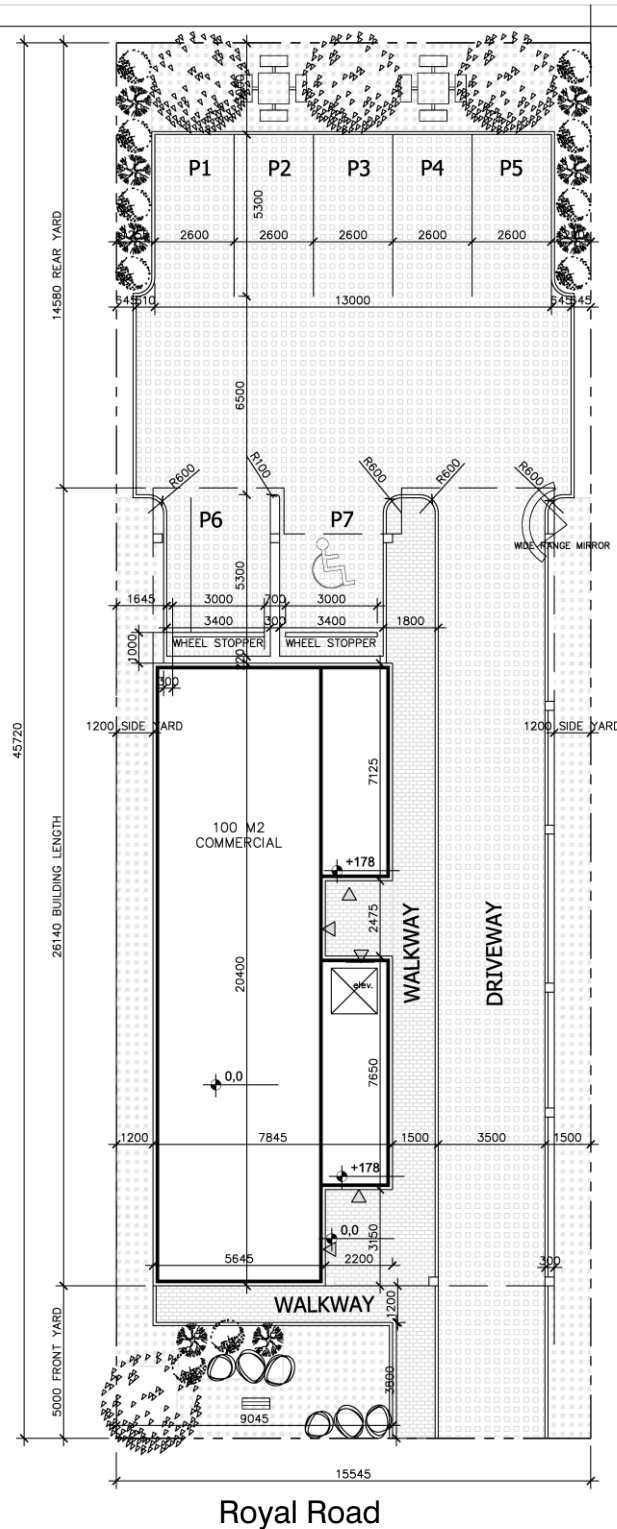 P1
P2
P3
P4
P5
5300
2600
2600
2600
2600
2600
14580 REAR YARD
545
510
13000
545
545
6500
R600
R100
R600
R600
R600
P6
P7
WIDE RANGE MIRROR
5300
1645
3000
700
3000
3400
300
3400
1800
1000
WHEEL STOPPER
WHEEL STOPPER
300
1200 SIDE YARD
1200 SIDE YARD
45720
7125
100 M2
COMMERCIAL
+178
26140 BUILDING LENGTH
2475
WALKWAY
DRIVEWAY
20400
elev.
7650
0,0
1200
7845
1500
3500
1500
+178
0,0
3150
5645
2200
300
WALKWAY
1200
5000 FRONT YARD
3800
9045
15545
Royal Road